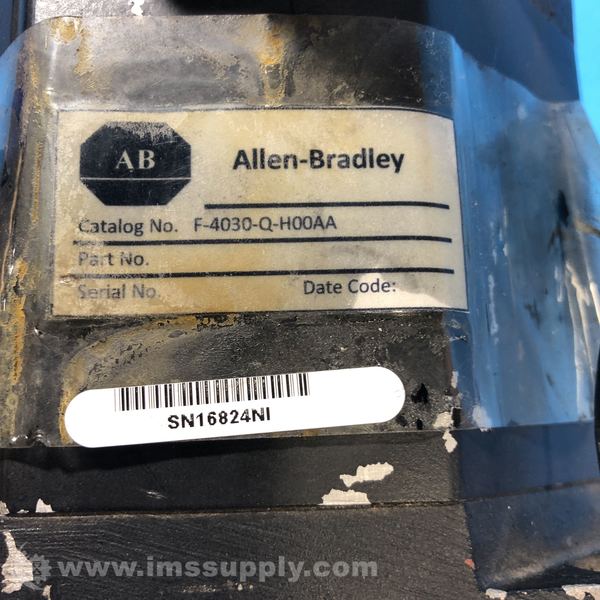 AB Allen-Bradley
Catalog No. F-4030-Q-H00AA
Part No.
Serial No. Date Code:
SN16824NI
www.imssupply.com